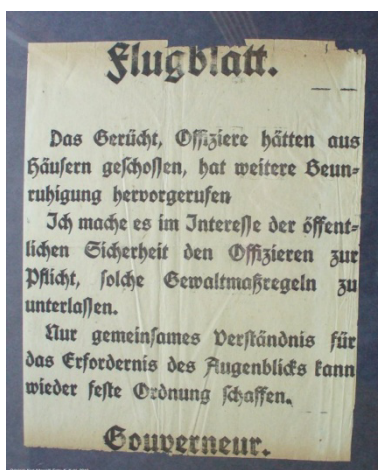 Flugblatt.
Das Gerücht, Offiziere hätten aus
Häusern geschossen, hat weitere Beun-
ruhigung hervorgerufen
Ich mache es im Interesse der öffent-
lichen Sicherheit den Offizieren zur
Pflicht, solche Gewaltmaßregeln zu
unterlassen.
Nur gemeinsames Verständnis für
das Erfordernis des Augenblicks kann
wieder feste Ordnung schaffen.
Gouverneur.